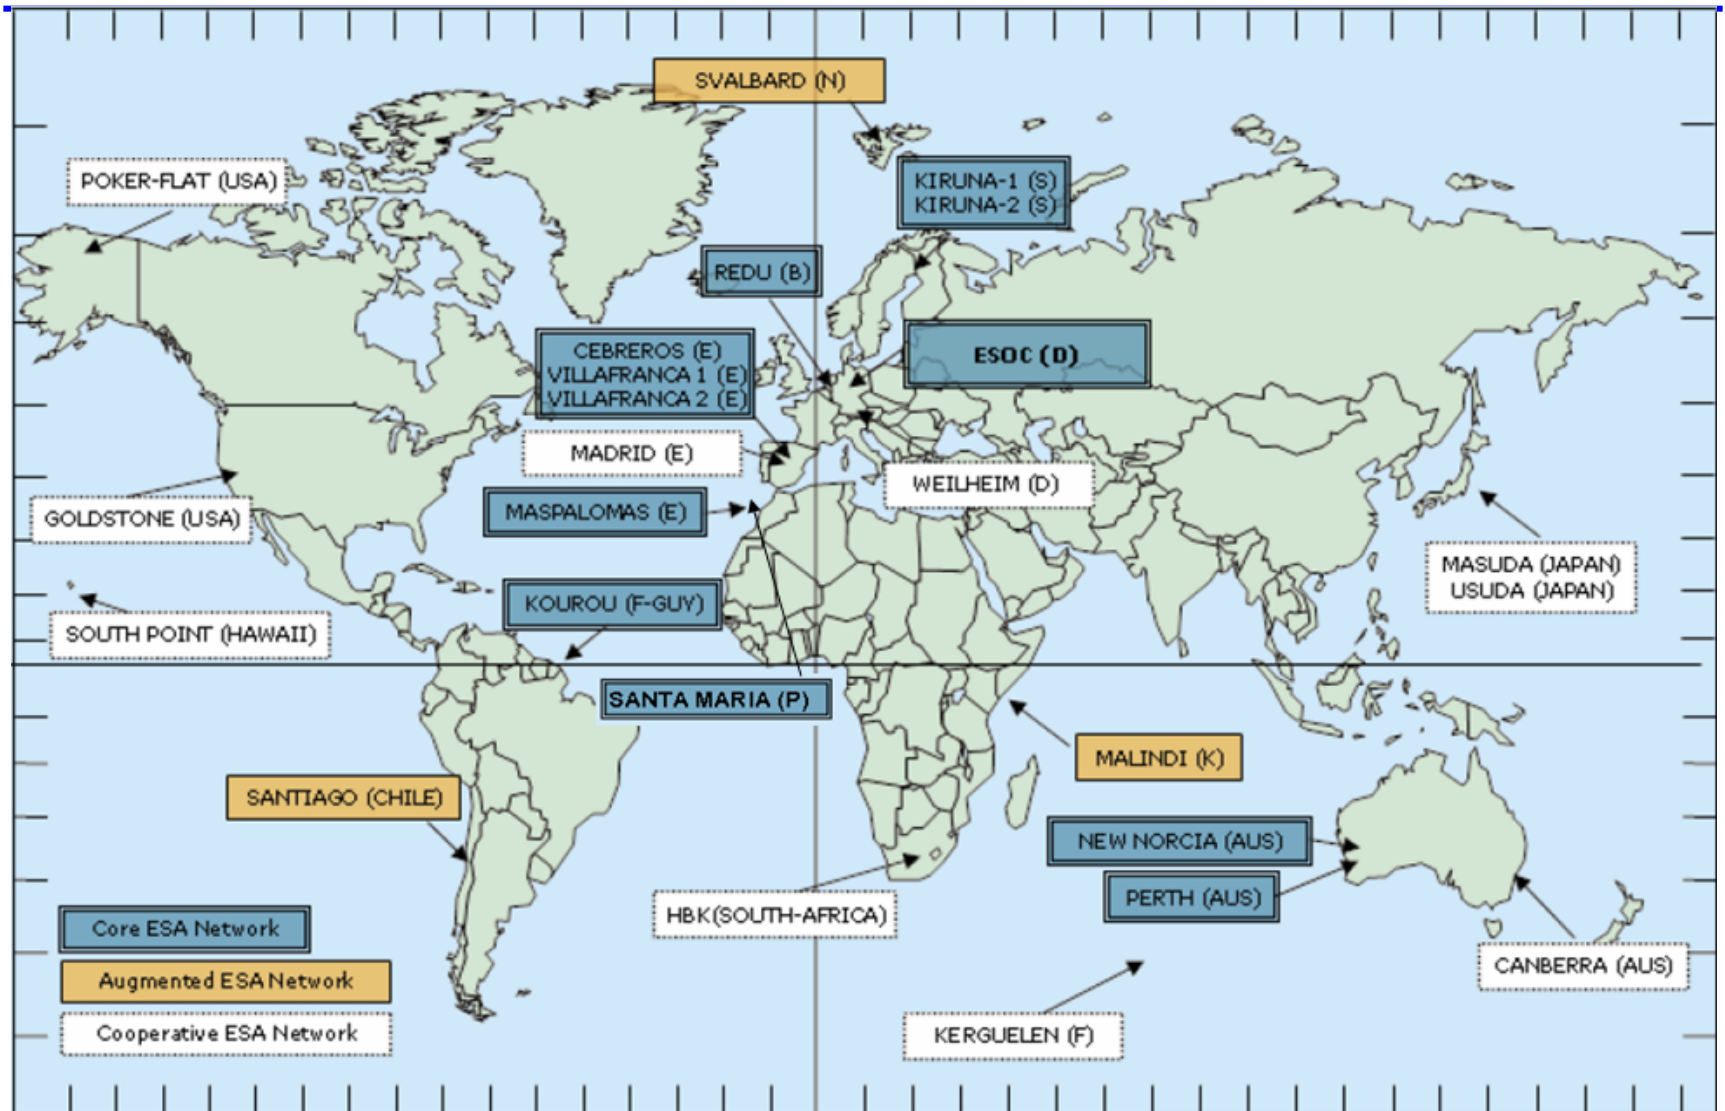 SVALBARD (N)
POKER-FLAT (USA)
KIRUNA-1 (S)
KIRUNA-2 (S)
REDU (B)
CEBREROS (E)
VILLAFRANCA 1 (E)
VILLAFRANCA 2 (E)
ESOC (D)
MADRID (E)
WEILHEIM (D)
MASPALOMAS (E)
GOLDSTONE (USA)
MASUDA (JAPAN)
USUDA (JAPAN)
KOUROU (F-GUY)
SOUTH POINT (HAWAII)
SANTA MARIA (P)
MALINDI (K)
SANTIAGO (CHILE)
NEW NORCIA (AUS)
PERTH (AUS)
HBK(SOUTH-AFRICA)
CANBERRA (AUS)
KERGUELEN (F)
Core ESA Network
Augmented ESA Network
Cooperative ESA Network